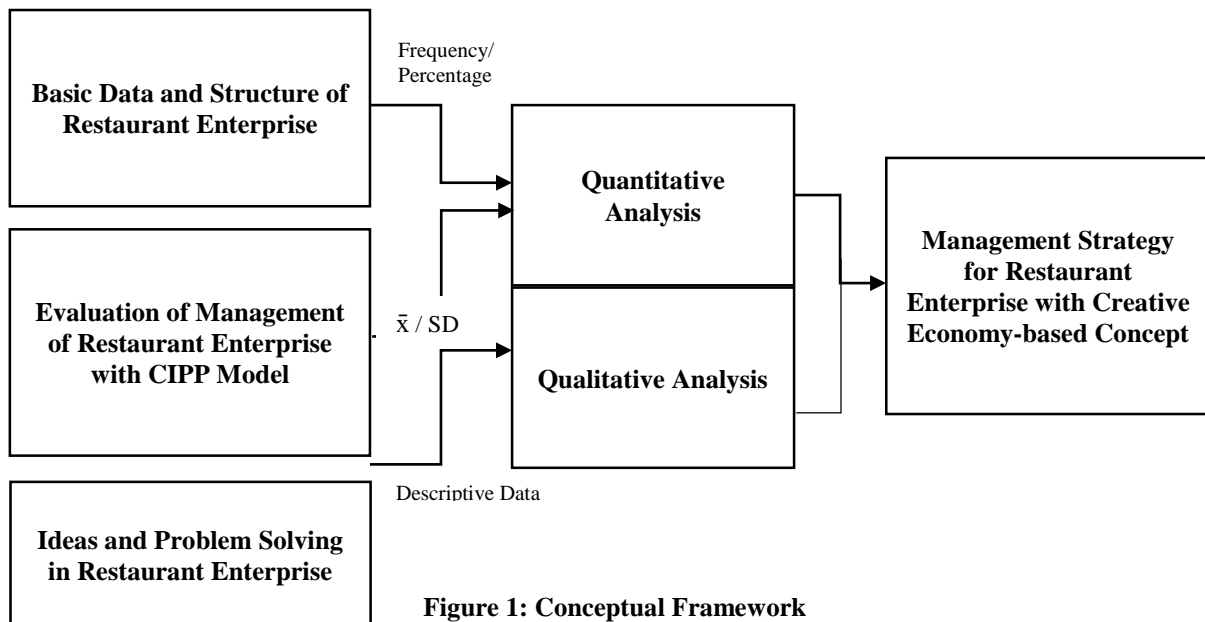 Frequency/
Percentage
Basic Data and Structure of
Restaurant Enterprise
Evaluation of Management
of Restaurant Enterprise
with CIPP Model
x̄ / SD
Descriptive Data
Ideas and Problem Solving
in Restaurant Enterprise
Quantitative
Analysis
Qualitative Analysis
Management Strategy
for Restaurant
Enterprise with Creative
Economy-based Concept
Figure 1: Conceptual Framework